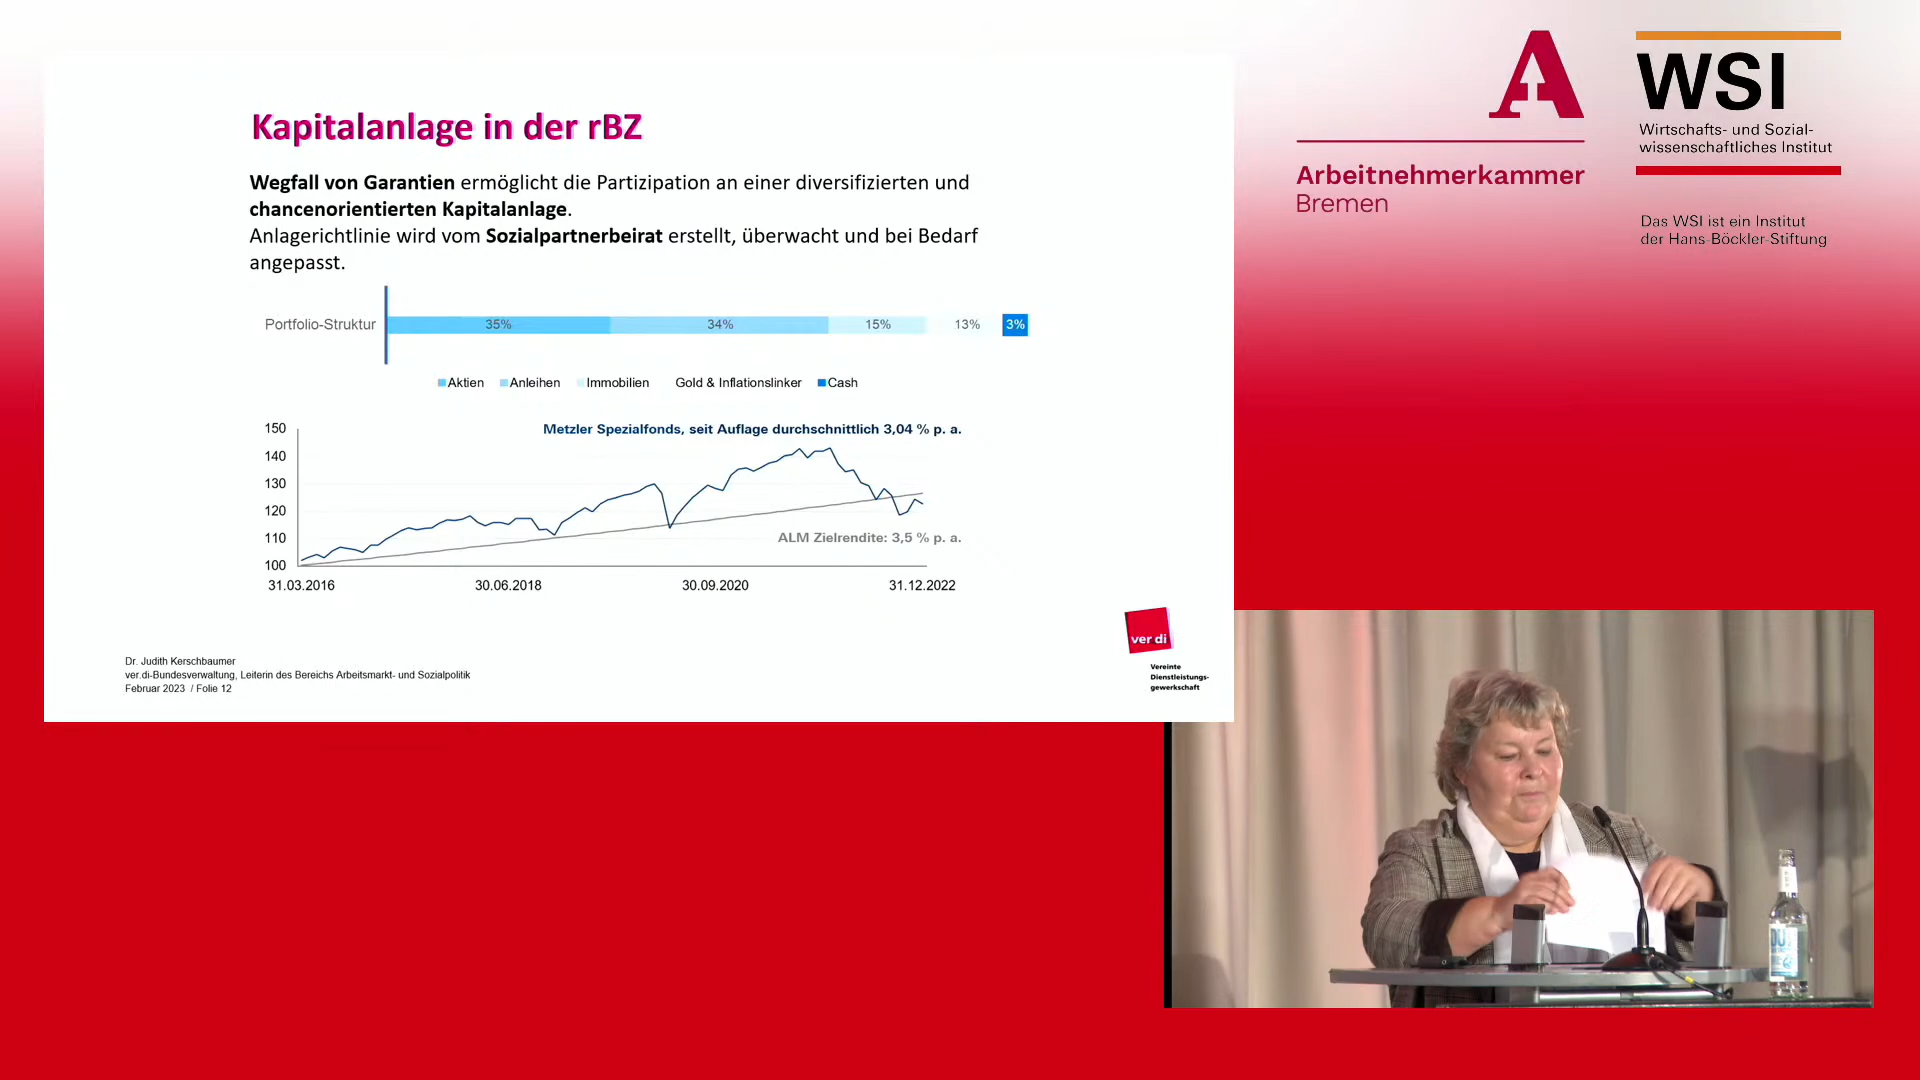 Kapitalanlage in der rBZ
Wegfall von Garantien ermöglicht die Partizipation an einer diversifizierten und
chancenorientierten Kapitalanlage.
Anlagerichtlinie wird vom Sozialpartnerbeirat erstellt, überwacht und bei Bedarf
angepasst.
Portfolio-Struktur 35% 34% 15% 13% 3%
Aktien Anleihen Immobilien Gold & Inflationslinker Cash
Metzler Spezialfonds, seit Auflage durchschnittlich 3,04 % p. a.
150
140
130
120
110
100
ALM Zielrendite: 3,5 % p. a.
31.03.2016 30.06.2018 30.09.2020 31.12.2022
Dr. Judith Kerschbaumer
ver.di-Bundesverwaltung, Leiterin des Bereichs Arbeitsmarkt- und Sozialpolitik
Februar 2023 / Folie 12
ver di
Vereinte
Dienstleistungs-
gewerkschaft
A
Arbeitnehmerkammer
Bremen
WSI
Wirtschafts- und Sozial-
wissenschaftliches Institut
Das WSI ist ein Institut
der Hans-Böckler-Stiftung